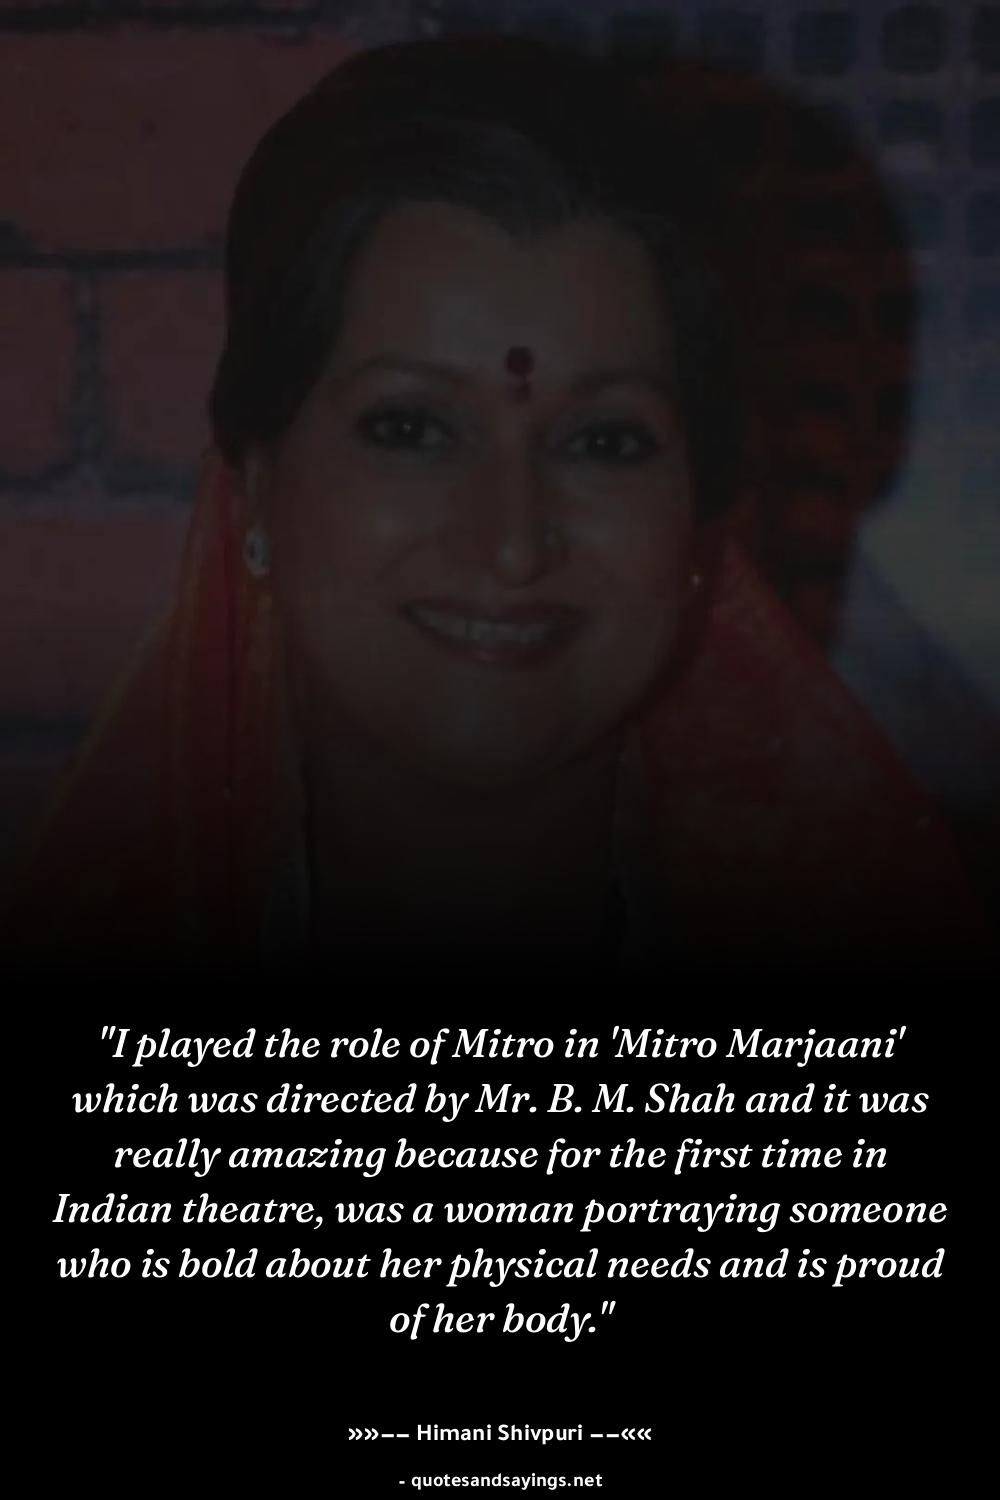 "I played the role of Mitro in 'Mitro Marjaani'
which was directed by Mr. B. M. Shah and it was
really amazing because for the first time in
Indian theatre, was a woman portraying someone
who is bold about her physical needs and is proud
of her body."
»»−− Himani Shivpuri −−««
- quotesandsayings.net